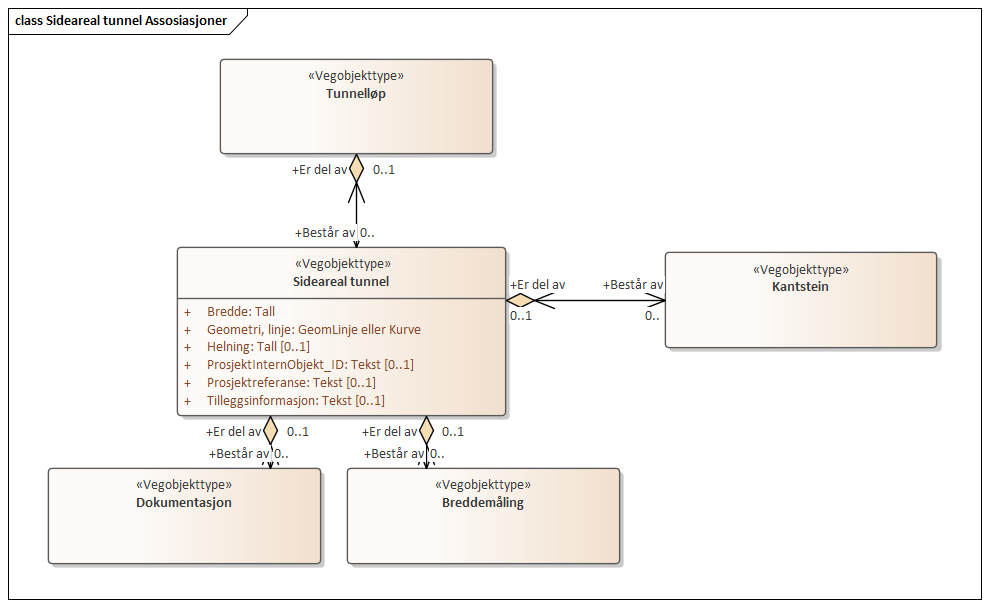 class Sideareal tunnel Assosiasjoner
«Vegobjekttype»
Tunnelløp
+Er del av 0..1
+Består av 0..
«Vegobjekttype»
Sideareal tunnel
+ Bredde: Tall
+ Geometri, linje: GeomLinje eller Kurve
+ Helning: Tall [0..1]
+ ProsjektInternObjekt_ID: Tekst [0..1]
+ Prosjektreferanse: Tekst [0..1]
+ Tilleggsinformasjon: Tekst [0..1]
+Er del av
0..1
+Består av
0..
«Vegobjekttype»
Kantstein
+Er del av 0..1
+Består av 0..
+Er del av 0..1
+Består av 0..
«Vegobjekttype»
Dokumentasjon
«Vegobjekttype»
Breddemåling